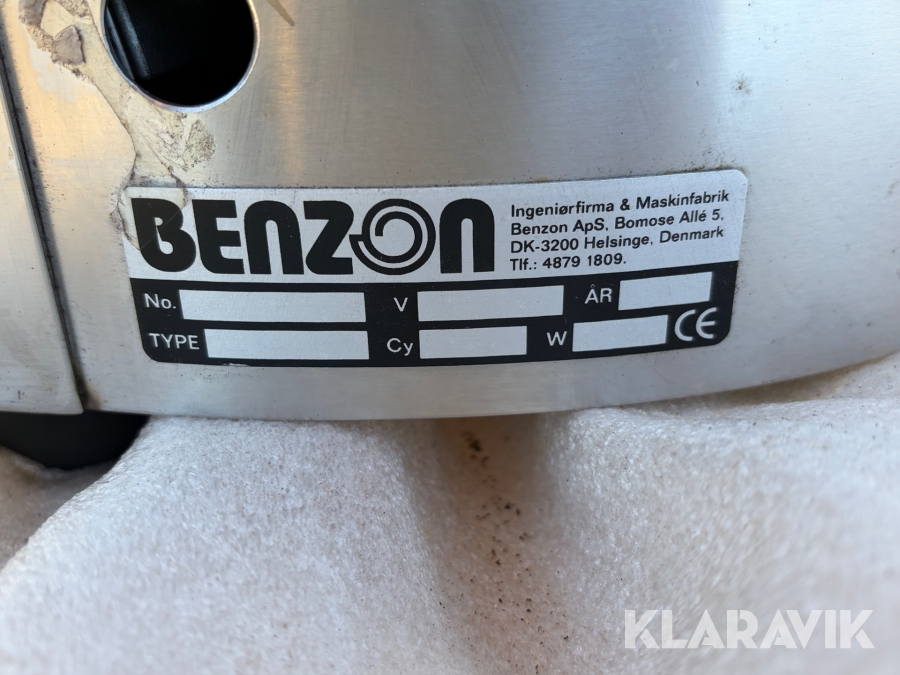 BENZON
Ingeniørfirma & Maskinfabrik
Benzon ApS, Bomose Allé 5,
DK-3200 Helsinge, Denmark
Tlf.: 4879 1809.
No. V ÅR
TYPE Cy W CE
KLARAVIK